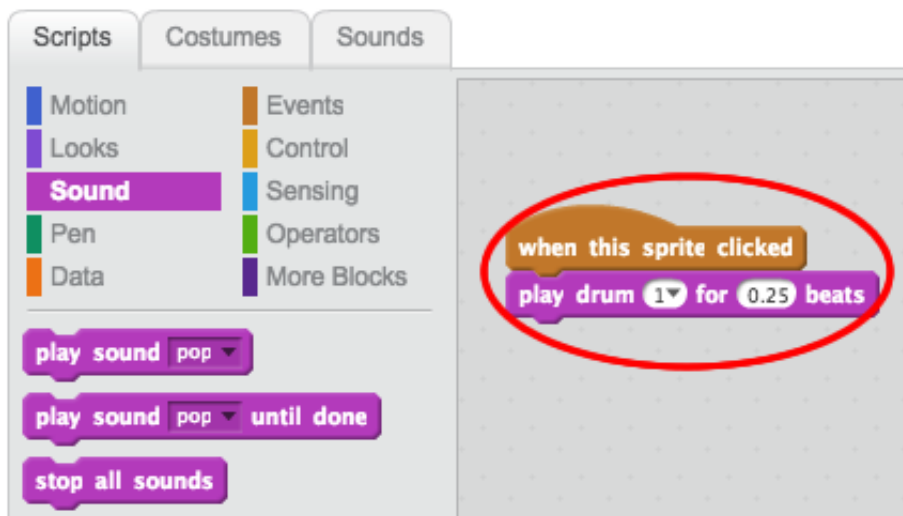 Scripts Costumes Sounds
Motion Events
Looks Control
Sound Sensing
Pen Operators
Data More Blocks
play sound pop
play sound pop until done
stop all sounds
when this sprite clicked
play drum 1 for 0.25 beats